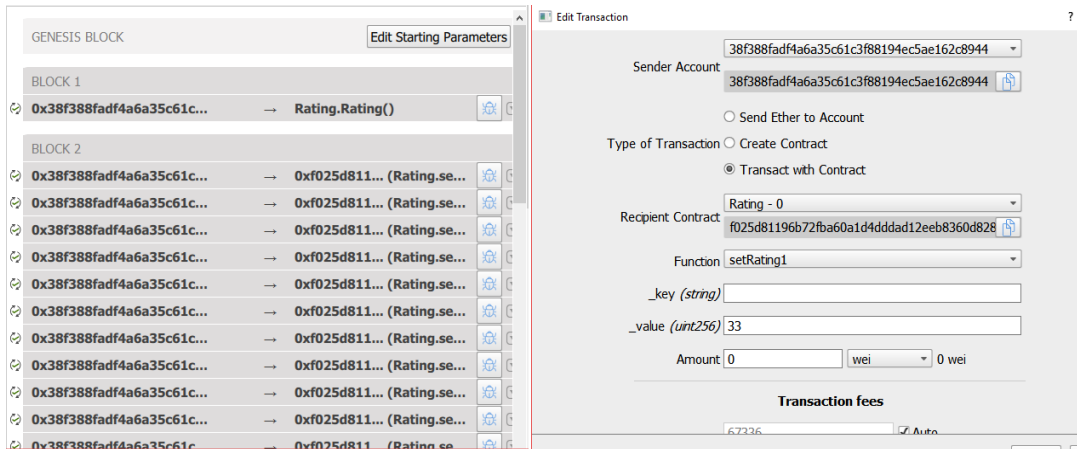 GENESIS BLOCK
Edit Starting Parameters
BLOCK 1
0x38f388fadf4a6a35c61c... → Rating.Rating()
BLOCK 2
0x38f388fadf4a6a35c61c... → 0xf025d811... (Rating.se...
0x38f388fadf4a6a35c61c... → 0xf025d811... (Rating.se...
0x38f388fadf4a6a35c61c... → 0xf025d811... (Rating.se...
0x38f388fadf4a6a35c61c... → 0xf025d811... (Rating.se...
0x38f388fadf4a6a35c61c... → 0xf025d811... (Rating.se...
0x38f388fadf4a6a35c61c... → 0xf025d811... (Rating.se...
0x38f388fadf4a6a35c61c... → 0xf025d811... (Rating.se...
0x38f388fadf4a6a35c61c... → 0xf025d811... (Rating.se...
0x38f388fadf4a6a35c61c... → 0xf025d811... (Rating.se...
0x38f388fadf4a6a35c61c... → 0xf025d811... (Rating.se...
0x38f388fadf4a6a35c61c... → 0xf025d811... (Rating.se...
Edit Transaction ?
38f388fadf4a6a35c61c3f88194ec5ae162c8944
Sender Account
38f388fadf4a6a35c61c3f88194ec5ae162c8944
Send Ether to Account
Type of Transaction Create Contract
Transact with Contract
Rating - 0
Recipient Contract
f025d81196b72fba60a1d4dddad12eeb8360d828
Function setRating1
_key (string)
_value (uint256) 33
Amount 0 wei 0 wei
Transaction fees
67336 Auto